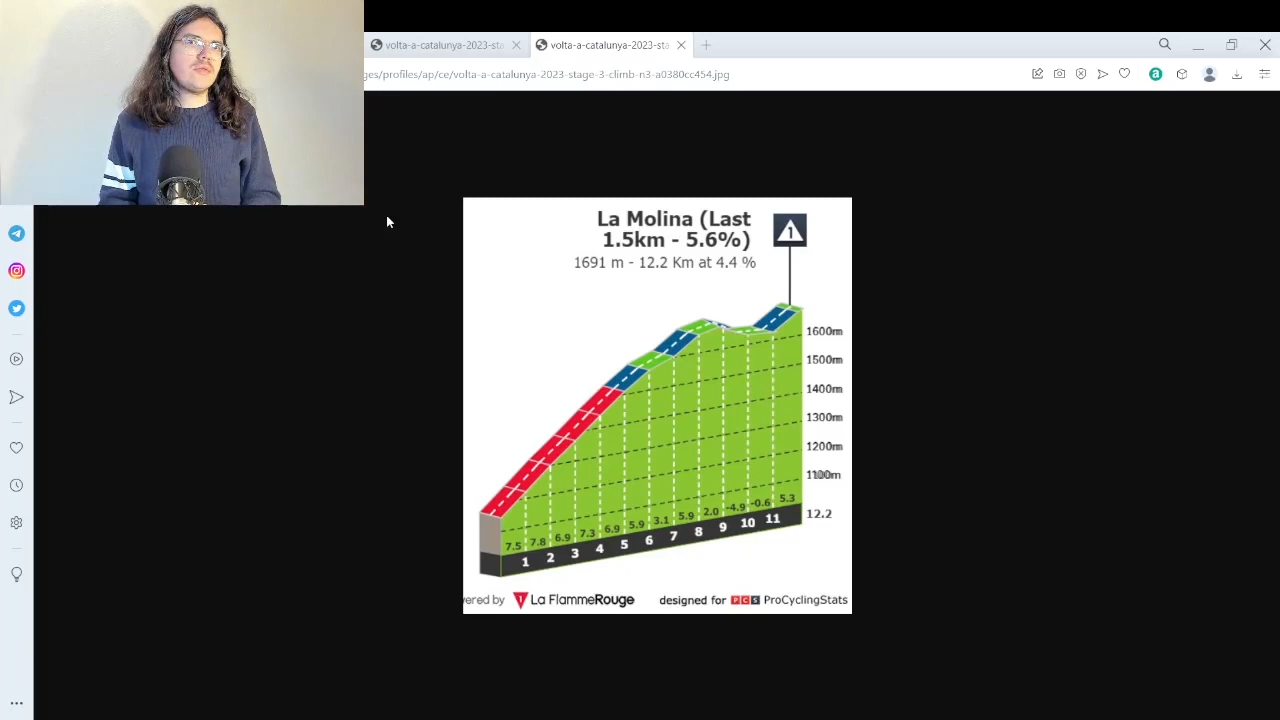 volta-a-catalunya-2023-sta
volta-a-catalunya-2023-sta
ges/profiles/ap/ce/volta-a-catalunya-2023-stage-3-climb-n3-a0380cc454.jpg
a
La Molina (Last
1.5km - 5.6%)
1691 m - 12.2 Km at 4.4 %
1
1600m
1500m
1400m
1300m
1200m
1100m
12.2
7.5 7.8 6.9 7.3 6.9 5.9 3.1 5.9 2.0 -4.9 -0.6 5.3
1 2 3 4 5 6 7 8 9 10 11
ered by 1 La FlammeRouge designed for PCS ProCyclingStats